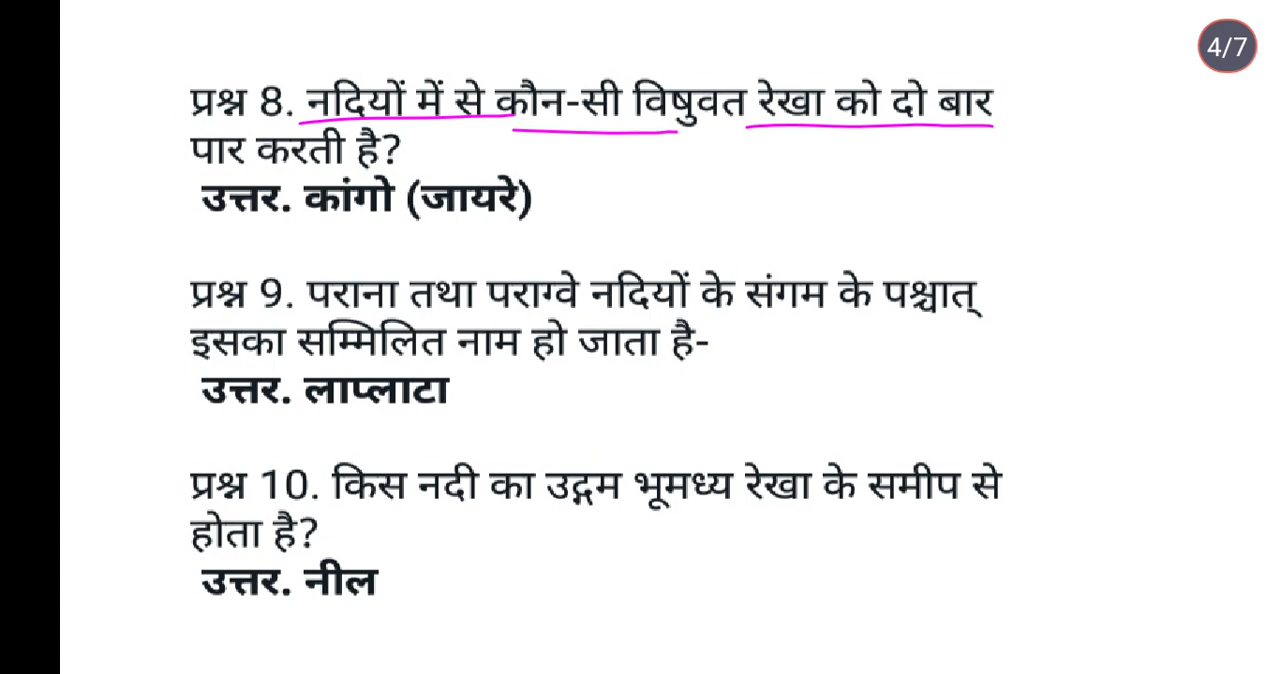 4/7
प्रश्न 8. नदियों में से कौन-सी विषुवत रेखा को दो बार
पार करती है?
उत्तर. कांगो (जायरे)
प्रश्न 9. पराना तथा पराग्वे नदियों के संगम के पश्चात्
इसका सम्मिलित नाम हो जाता है-
उत्तर. लाप्लाटा
प्रश्न 10. किस नदी का उद्गम भूमध्य रेखा के समीप से
होता है?
उत्तर. नील